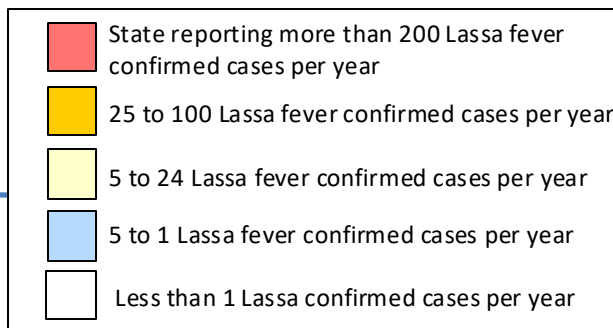 State reporting more than 200 Lassa fever
confirmed cases per year
25 to 100 Lassa fever confirmed cases per year
5 to 24 Lassa fever confirmed cases per year
5 to 1 Lassa fever confirmed cases per year
Less than 1 Lassa confirmed cases per year